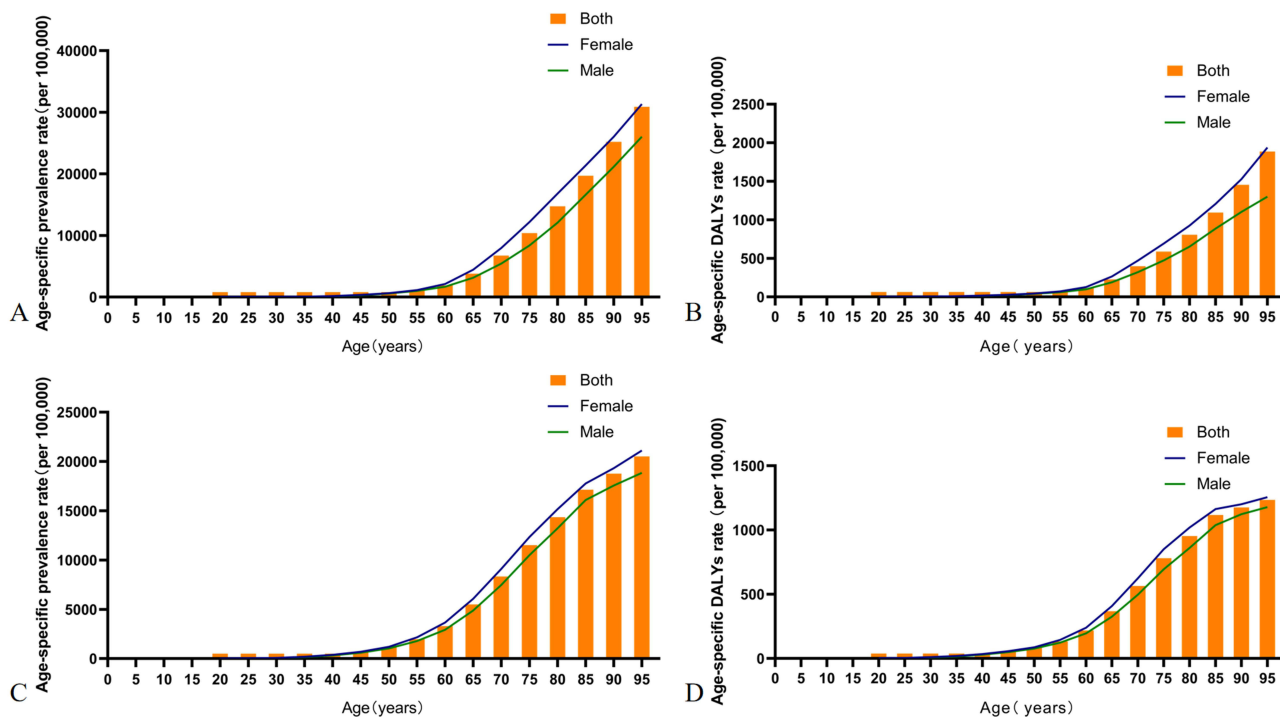 Both
Female
Male
Age-specific prevalence rate(per 100,000)
40000
30000
20000
10000
0
0 5 10 15 20 25 30 35 40 45 50 55 60 65 70 75 80 85 90 95
Age(years)
A
Both
Female
Male
Age-specific DALYs rate (per 100,000)
2500
2000
1500
1000
500
0
0 5 10 15 20 25 30 35 40 45 50 55 60 65 70 75 80 85 90 95
Age( years)
B
Both
Female
Male
Age-specific prevalence rate(per 100,000)
25000
20000
15000
10000
5000
0
0 5 10 15 20 25 30 35 40 45 50 55 60 65 70 75 80 85 90 95
Age(years)
C
Both
Female
Male
Age-specific DALYs rate (per 100,000)
1500
1000
500
0
0 5 10 15 20 25 30 35 40 45 50 55 60 65 70 75 80 85 90 95
Age( years)
D